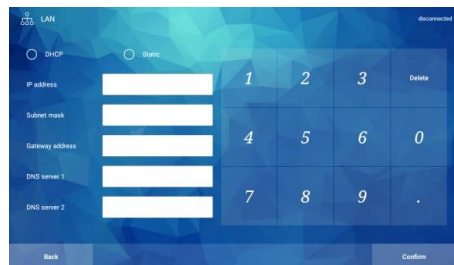 LAN
disconnected
DHCP
Static
IP address
Subnet mask
Gateway address
DNS server 1
DNS server 2
1 2 3 Delete
4 5 6 0
7 8 9 .
Back
Confirm